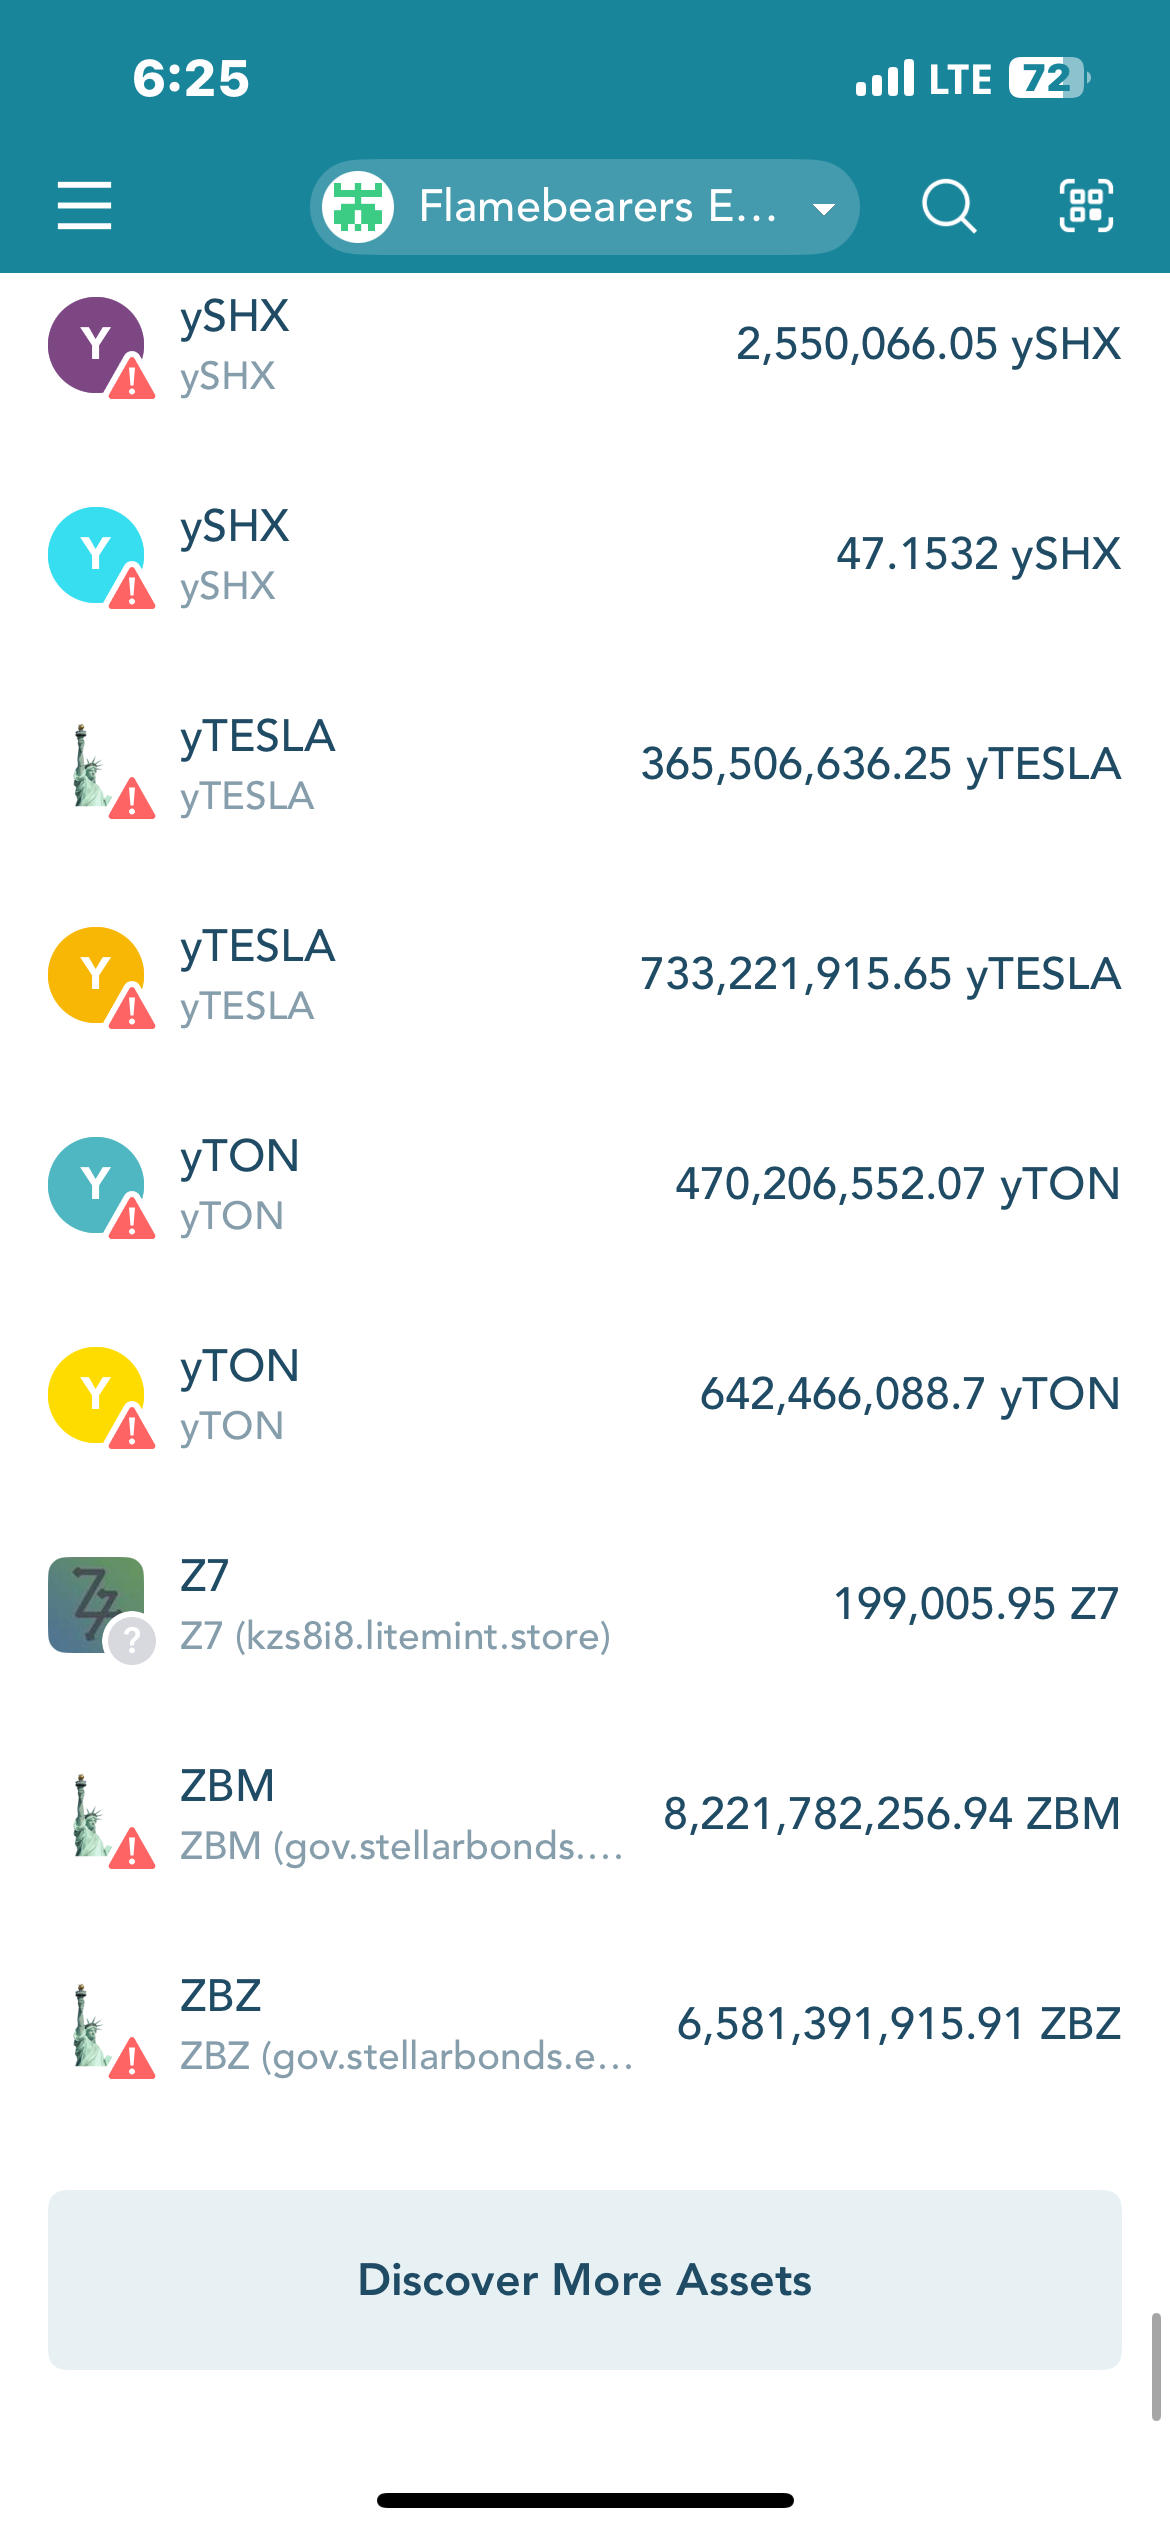 6:25
LTE 72
Flamebearers E...
Y
ySHX
ySHX
2,550,066.05 ySHX
Y
ySHX
ySHX
47.1532 ySHX
yTESLA
yTESLA
365,506,636.25 yTESLA
Y
yTESLA
yTESLA
733,221,915.65 yTESLA
Y
yTON
yTON
470,206,552.07 yTON
Y
yTON
yTON
642,466,088.7 yTON
Z7
?
Z7
Z7 (kzs8i8.litemint.store)
199,005.95 Z7
ZBM
ZBM (gov.stellarbonds....
8,221,782,256.94 ZBM
ZBZ
ZBZ (gov.stellarbonds.e...
6,581,391,915.91 ZBZ
Discover More Assets